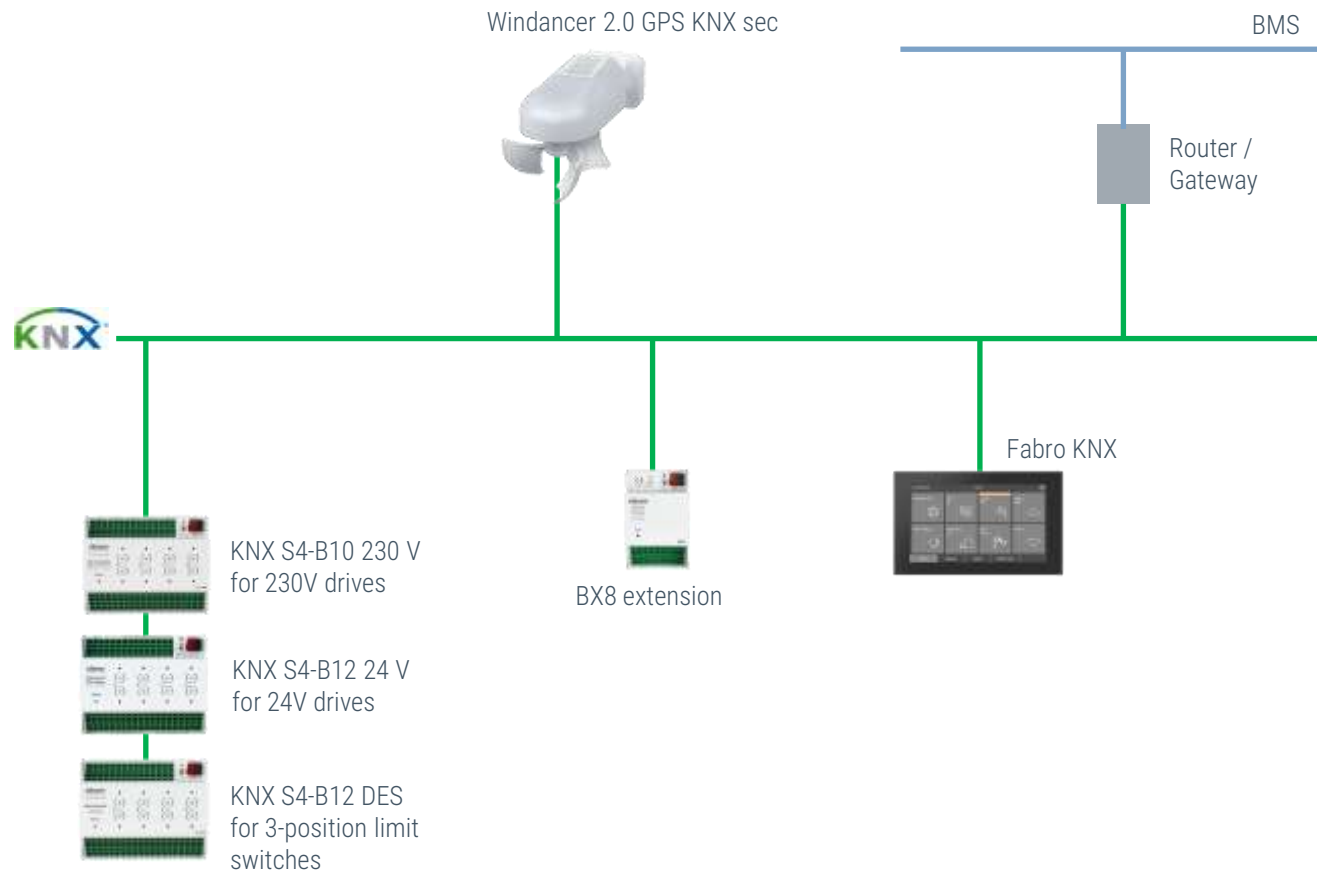 Windancer 2.0 GPS KNX sec
BMS
Router /
Gateway
KNX
Fabro KNX
KNX S4-B10 230 V
for 230V drives
BX8 extension
KNX S4-B12 24 V
for 24V drives
KNX S4-B12 DES
for 3-position limit
switches